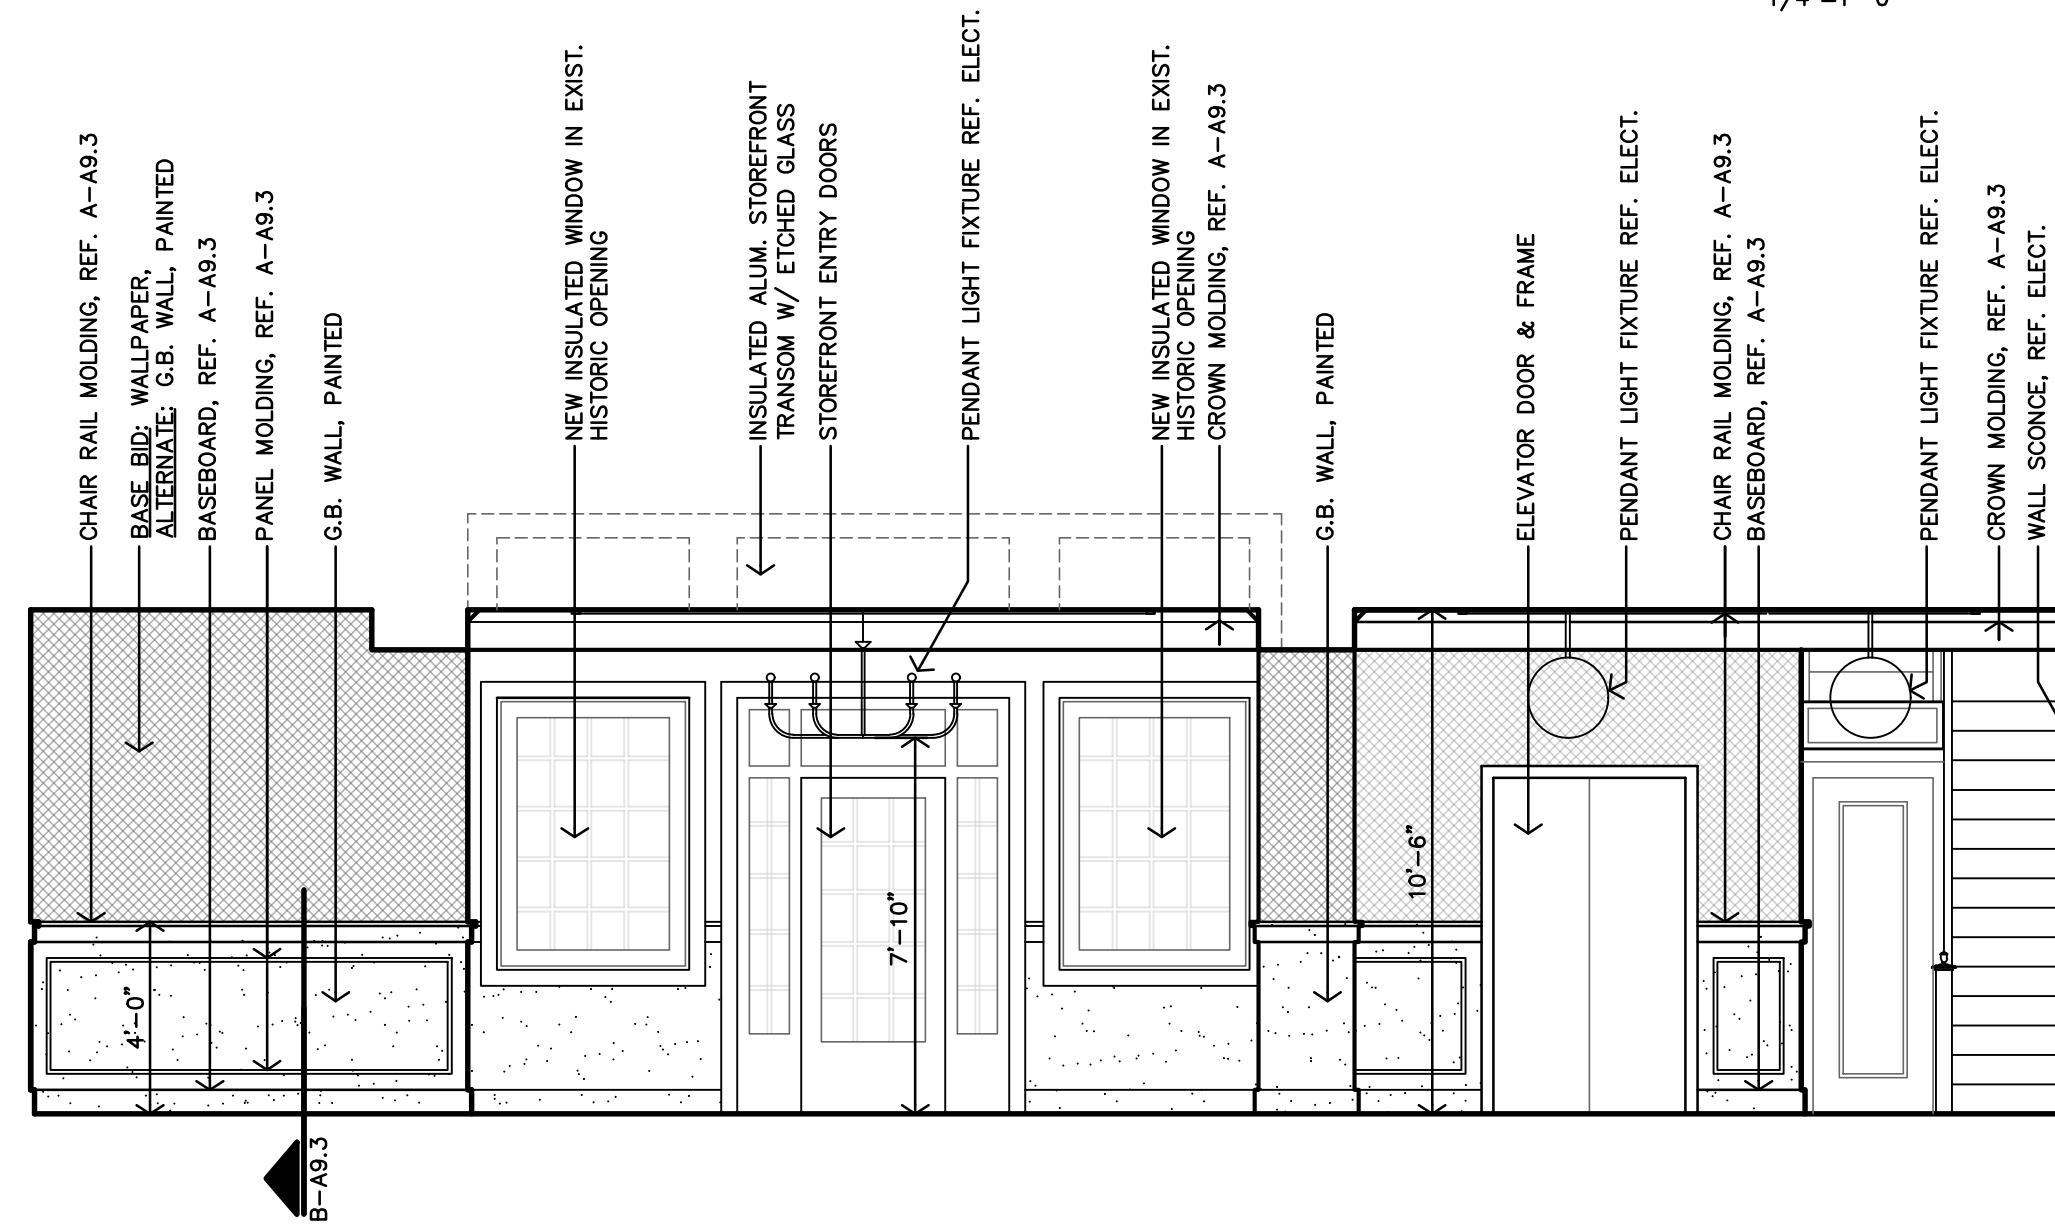 CHAIR RAIL MOLDING, REF. A-A9.3
BASE BID: WALLPAPER,
ALTERNATE: G.B. WALL, PAINTED
BASEBOARD, REF. A-A9.3
PANEL MOLDING, REF. A-A9.3
G.B. WALL, PAINTED
NEW INSULATED WINDOW IN EXIST.
HISTORIC OPENING
INSULATED ALUM. STOREFRONT
TRANSOM W/ ETCHED GLASS
STOREFRONT ENTRY DOORS
PENDANT LIGHT FIXTURE REF. ELECT.
NEW INSULATED WINDOW IN EXIST.
HISTORIC OPENING
CROWN MOLDING, REF. A-A9.3
G.B. WALL, PAINTED
ELEVATOR DOOR & FRAME
PENDANT LIGHT FIXTURE REF. ELECT.
CHAIR RAIL MOLDING, REF. A-A9.3
BASEBOARD, REF. A-A9.3
PENDANT LIGHT FIXTURE REF. ELECT.
CROWN MOLDING, REF. A-A9.3
WALL SCONCE, REF. ELECT.
4'-0"
7'-10"
10'-6"
B-A9.3